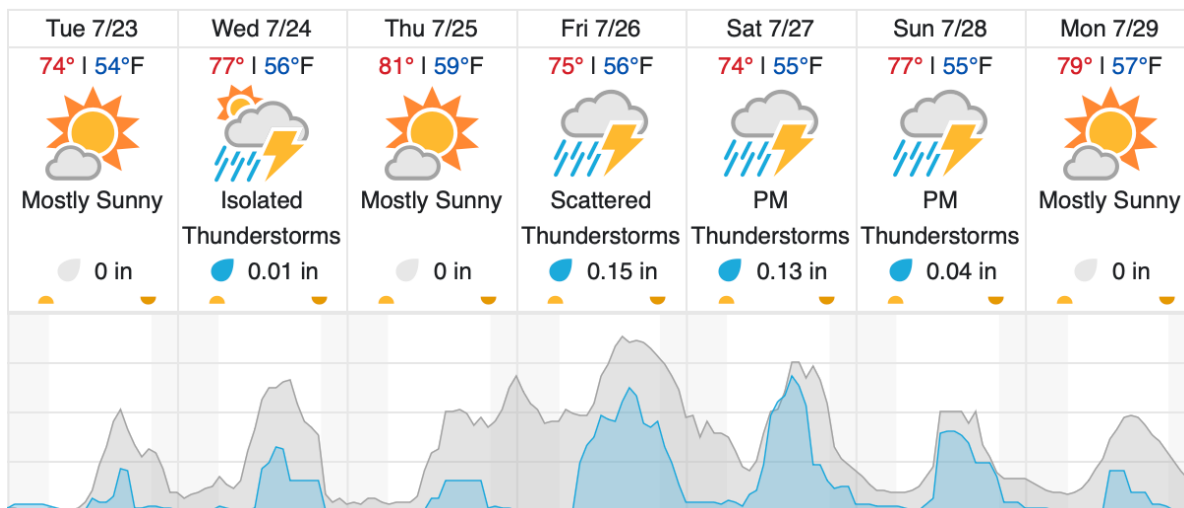 Tue 7/23 Wed 7/24 Thu 7/25 Fri 7/26 Sat 7/27 Sun 7/28 Mon 7/29
74° | 54°F 77° | 56°F 81° | 59°F 75° | 56°F 74° | 55°F 77° | 55°F 79° | 57°F
Mostly Sunny Isolated Mostly Sunny Scattered PM PM Mostly Sunny
Thunderstorms Thunderstorms Thunderstorms Thunderstorms
0 in 0.01 in 0 in 0.15 in 0.13 in 0.04 in 0 in